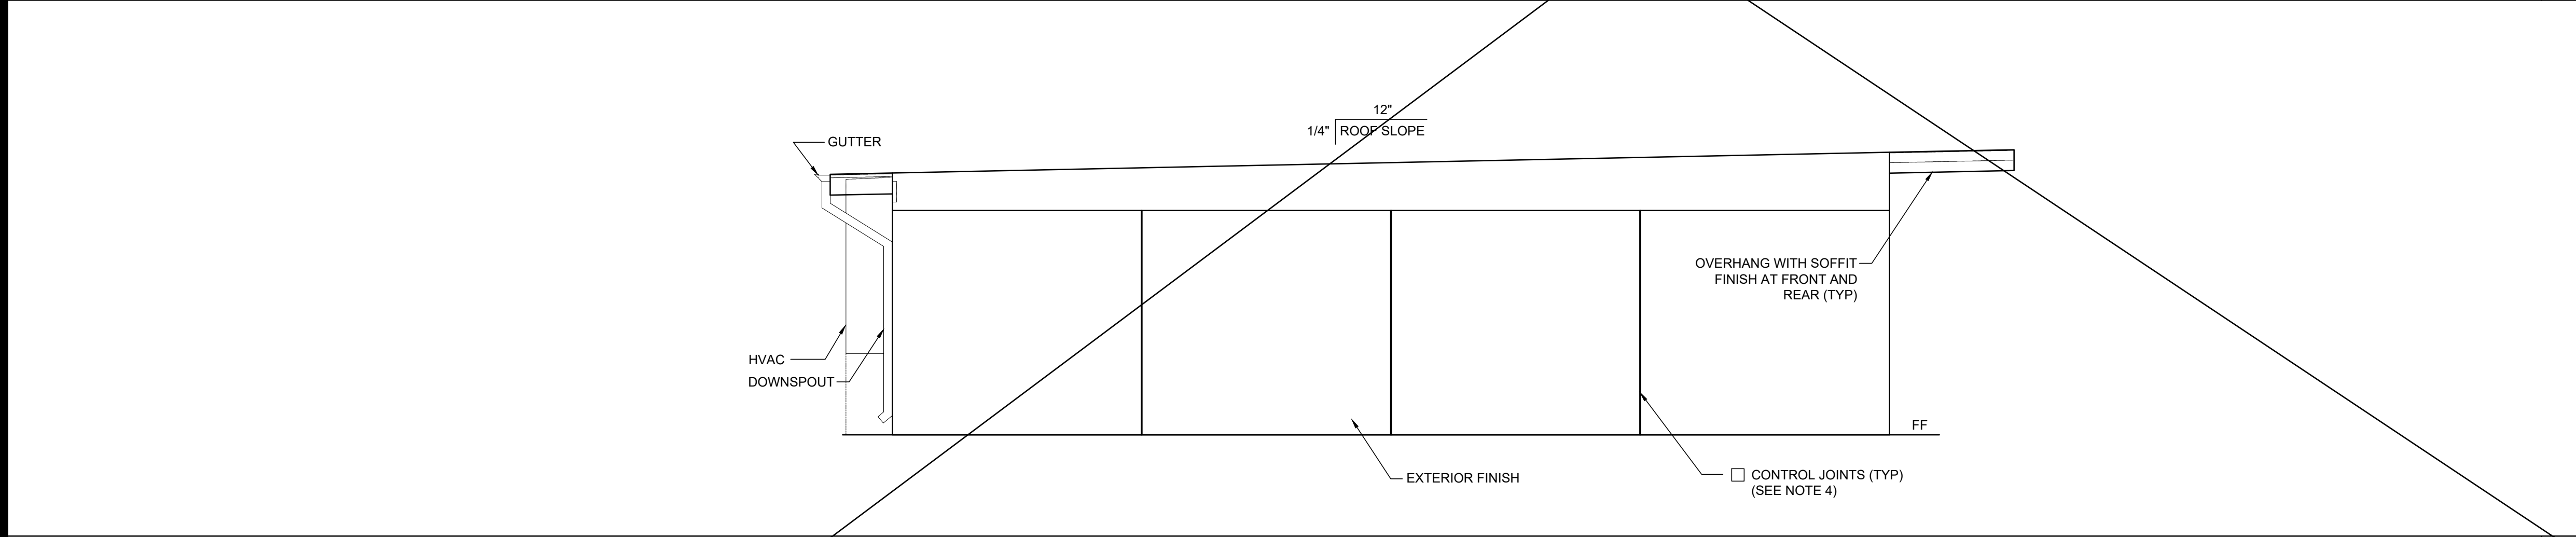 12"
1/4" ROOF SLOPE
GUTTER
OVERHANG WITH SOFFIT
FINISH AT FRONT AND
REAR (TYP)
HVAC
DOWNSPOUT
FF
EXTERIOR FINISH
CONTROL JOINTS (TYP)
(SEE NOTE 4)